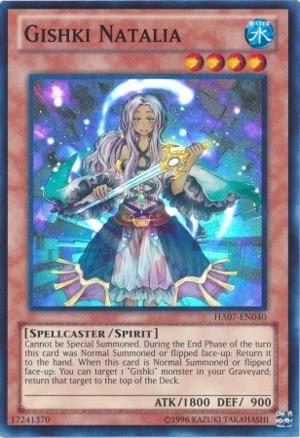 GISHKI NATALIA
WATER
水
HA07-EN040
[SPELLCASTER / SPIRIT]
Cannot be Special Summoned. During the End Phase of the turn
this card was Normal Summoned or flipped face-up: Return it
to the hand. When this card is Normal Summoned or flipped
face-up: You can target 1 "Gishki" monster in your Graveyard;
return that target to the top of the Deck.
ATK/1800 DEF/ 900
17241370
©1996 KAZUKI TAKAHASHI